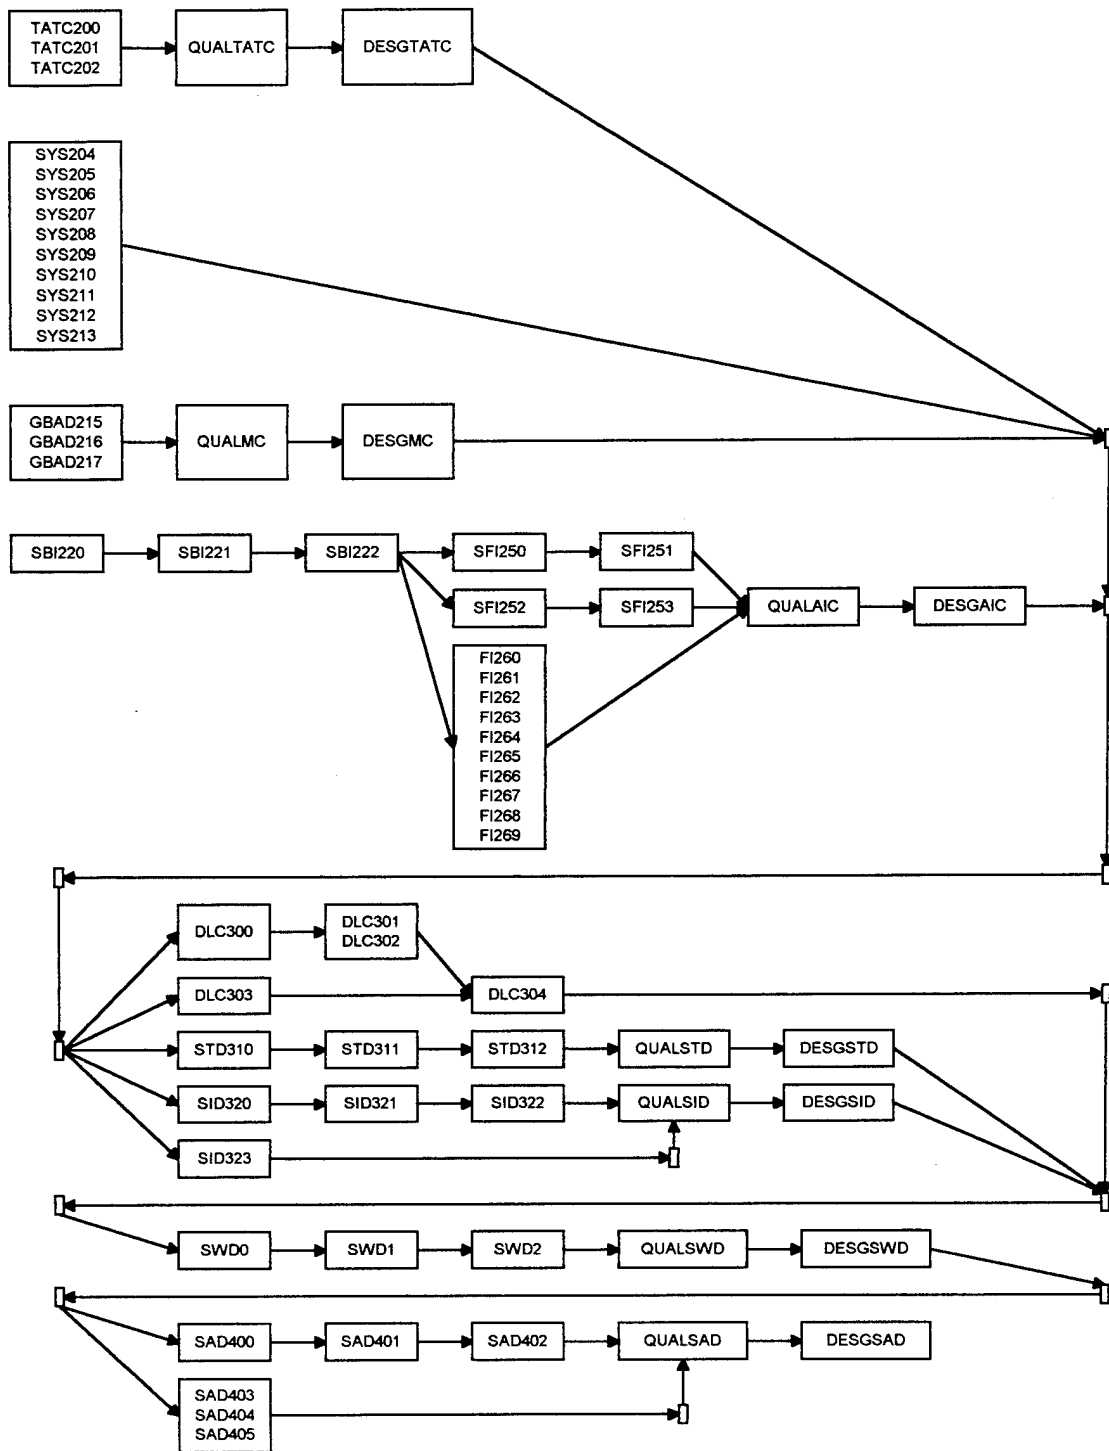 TATC200
TATC201
TATC202
QUALTATC
DESGTATC
SYS204
SYS205
SYS206
SYS207
SYS208
SYS209
SYS210
SYS211
SYS212
SYS213
GBAD215
GBAD216
GBAD217
QUALMC
DESGMC
SBI220
SBI221
SBI222
SFI250
SFI251
SFI252
SFI253
QUALAIC
DESGAIC
FI260
FI261
FI262
FI263
FI264
FI265
FI266
FI267
FI268
FI269
DLC300
DLC301
DLC302
DLC303
DLC304
STD310
STD311
STD312
QUALSTD
DESGSTD
SID320
SID321
SID322
QUALSID
DESGSID
SID323
SWD0
SWD1
SWD2
QUALSWD
DESGSWD
SAD400
SAD401
SAD402
QUALSAD
DESGSAD
SAD403
SAD404
SAD405